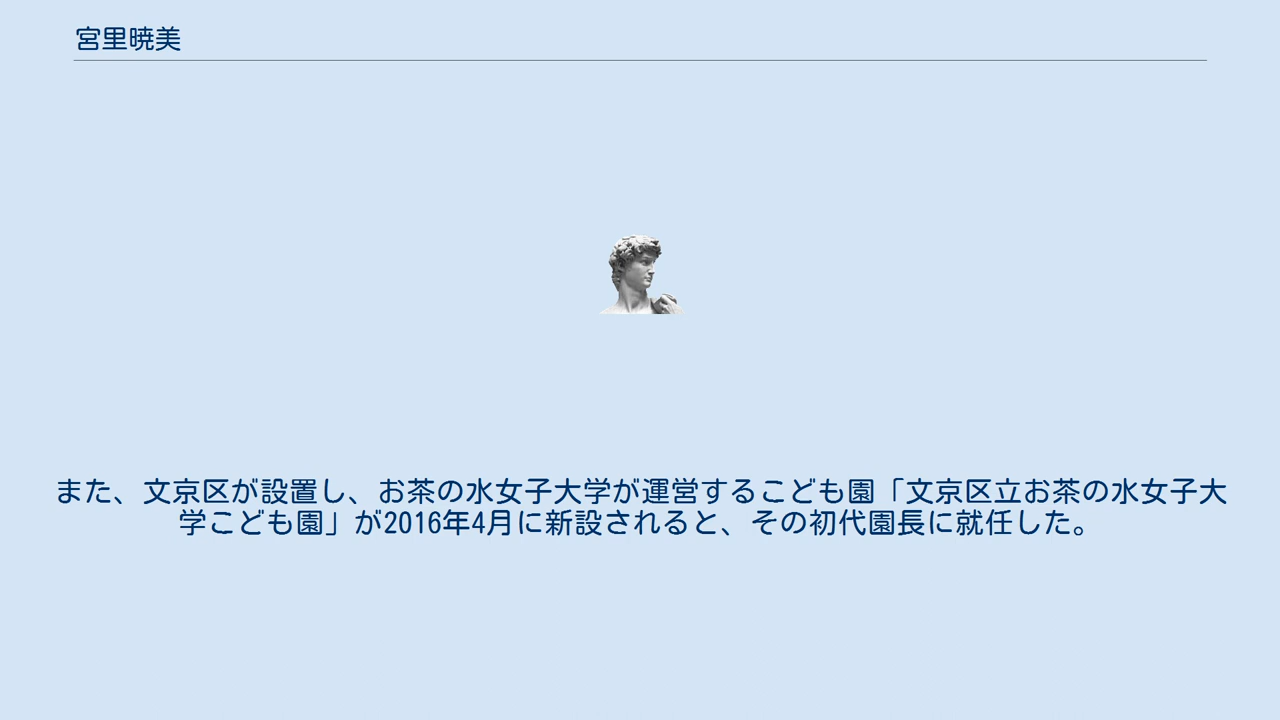 宮里暁美
また、文京区が設置し、お茶の水女子大学が運営するこども園「文京区立お茶の水女子大
学こども園」が2016年4月に新設されると、その初代園長に就任した。